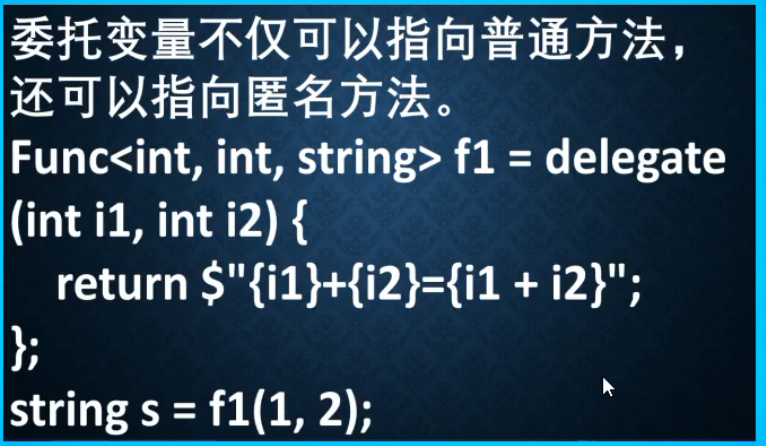 委托变量不仅可以指向普通方法，
还可以指向匿名方法。
Func<int, int, string> f1 = delegate
(int i1, int i2) {
    return $"{i1}+{i2}={i1 + i2}";
};
string s = f1(1, 2);